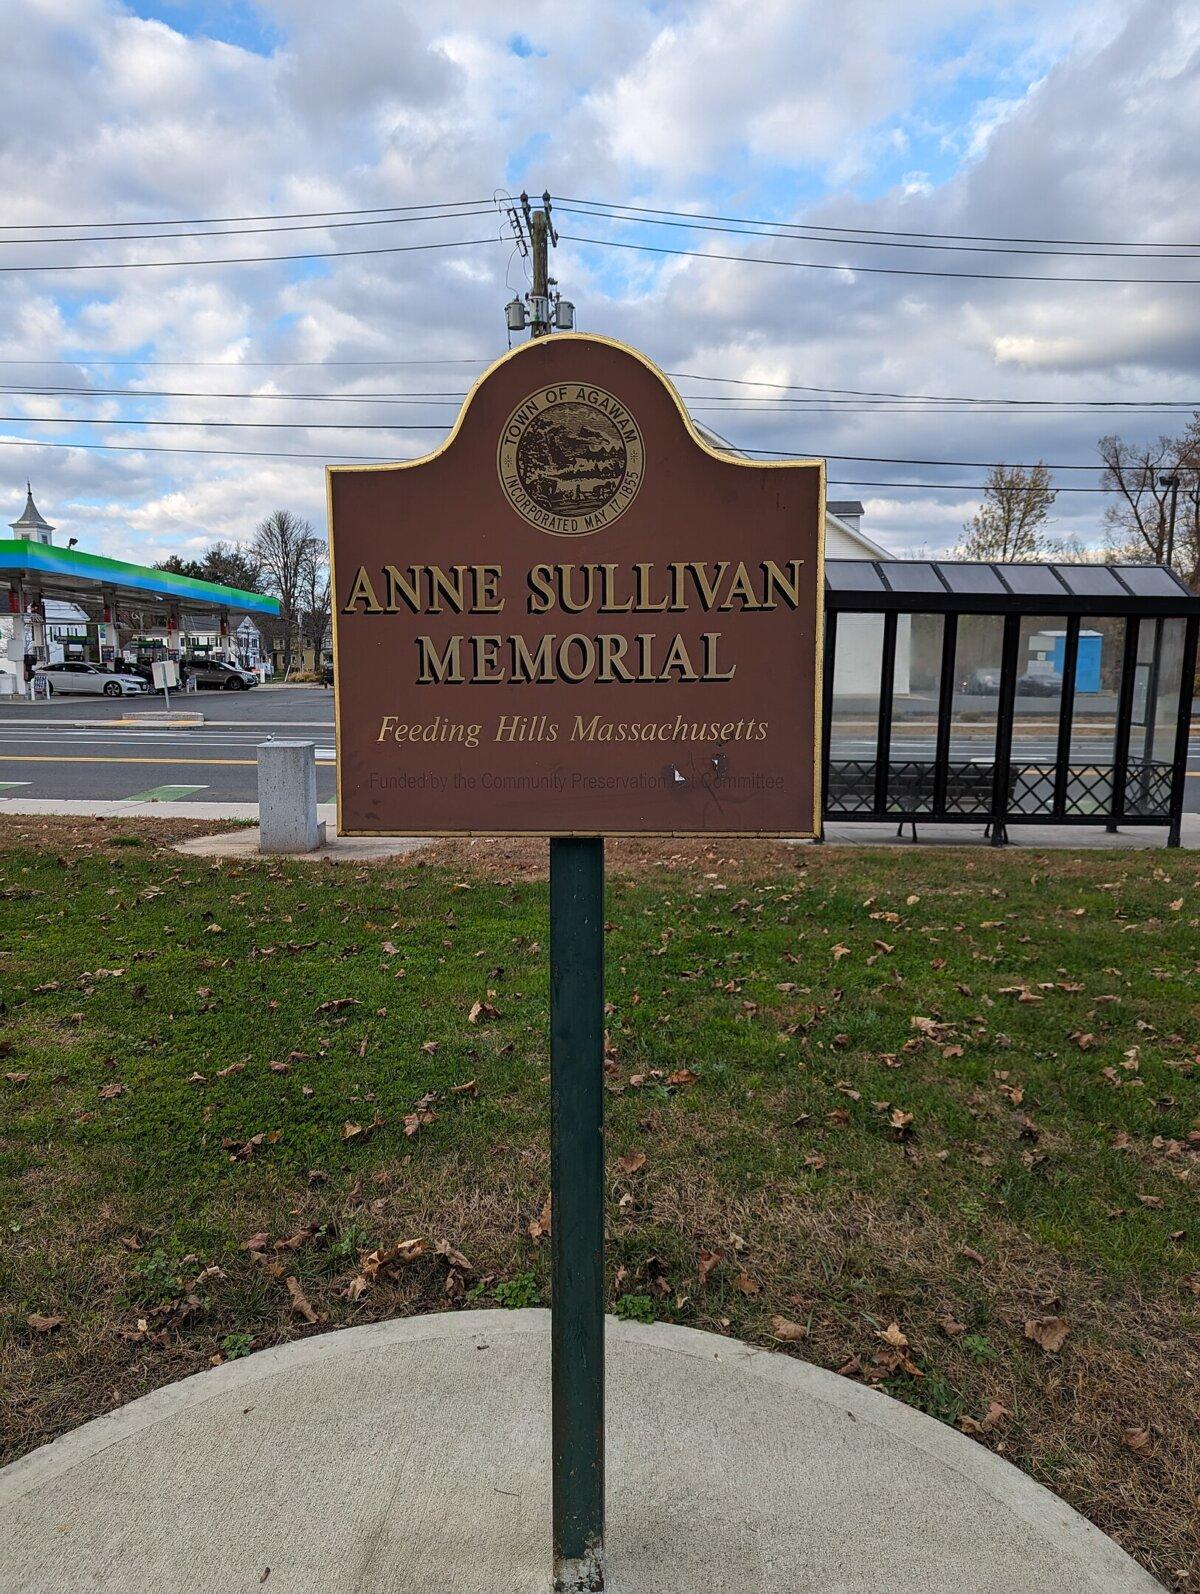 TOWN OF AGAWAM
INCORPORATED MAY 17, 1855
ANNE SULLIVAN
MEMORIAL
Feeding Hills Massachusetts
Funded by the Community Preservation Act Committee